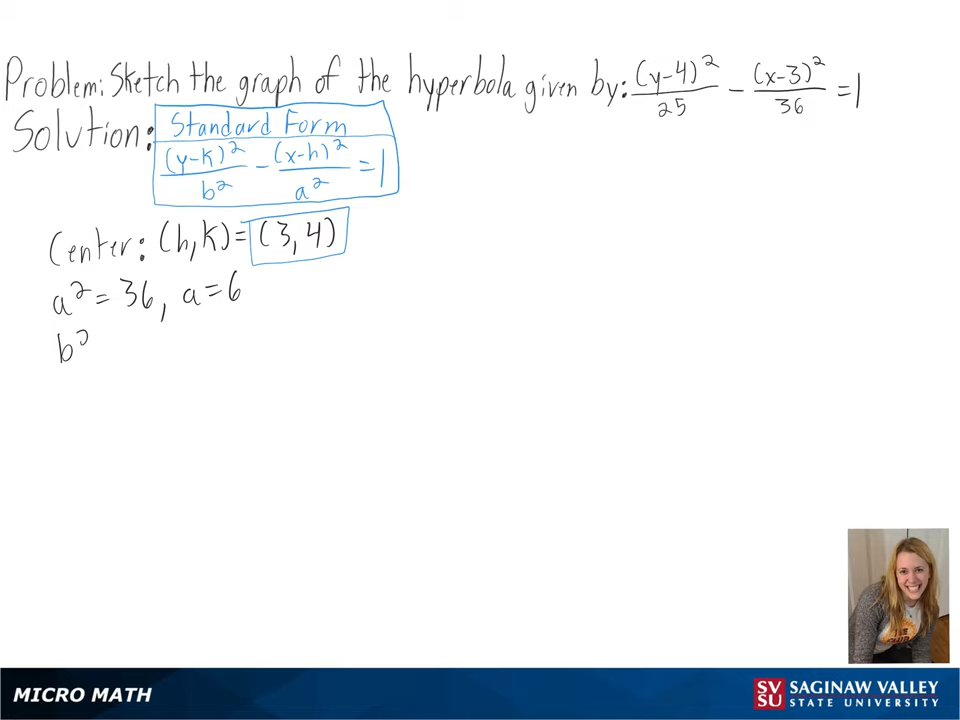 Problem: Sketch the graph of the hyperbola given by: (y-4)²/25 - (x-3)²/36 = 1
Solution:
Standard Form
(y-k)²/b² - (x-h)²/a² = 1
Center: (h,k) = (3,4)
a² = 36, a = 6
b²
MICRO MATH
SVSU SAGINAW VALLEY
STATE UNIVERSITY